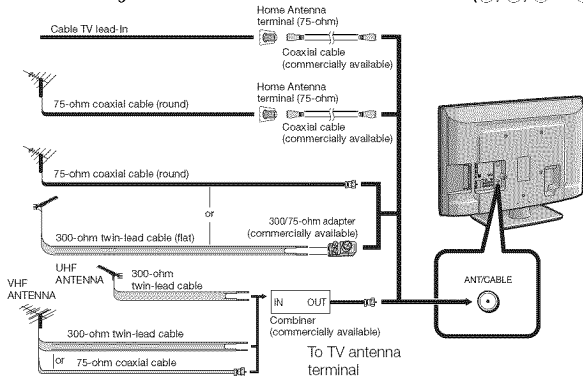 Home Antenna
terminal (75-ohm)
Cable TV lead-In
Coaxial cable
(commercially available)
Home Antenna
terminal (75-ohm)
75-ohm coaxial cable (round)
Coaxial cable
(commercially available)
75-ohm coaxial cable (round)
or
300/75-ohm adapter
(commercially available)
300-ohm twin-lead cable (flat)
UHF
ANTENNA
300-ohm
twin-lead cable
VHF
ANTENNA
ANT/CABLE
IN OUT
Combiner
(commercially available)
300-ohm twin-lead cable
or 75-ohm coaxial cable
To TV antenna
terminal